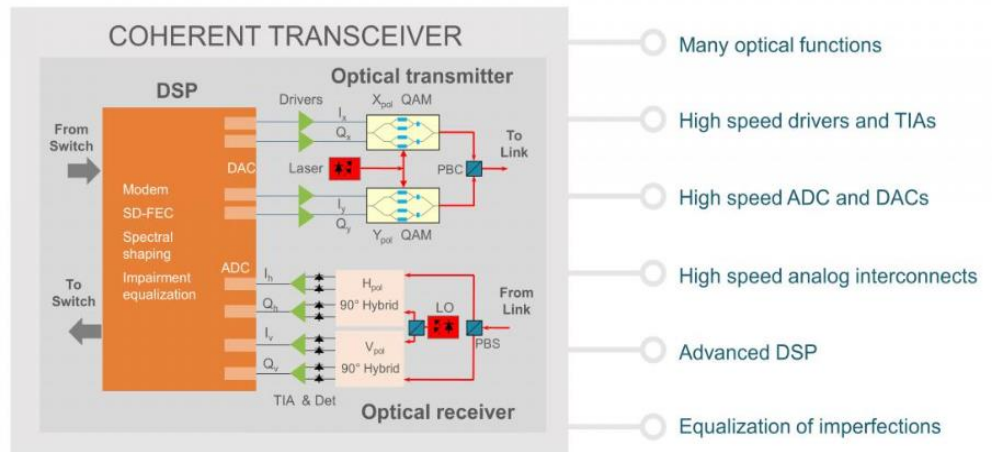 COHERENT TRANSCEIVER
Optical transmitter
DSP
Drivers
Xpol QAM
Ix
Qx
From
Switch
To
Link
DAC
Laser
PBC
Modem
SD-FEC
Spectral
shaping
Impairment
equalization
Iy
Qy
Ypol QAM
ADC
To
Switch
Ih
Qh
Iv
Qv
Hpol
90° Hybrid
LO
From
Link
PBS
Vpol
90° Hybrid
TIA & Det
Optical receiver
Many optical functions
High speed drivers and TIAs
High speed ADC and DACs
High speed analog interconnects
Advanced DSP
Equalization of imperfections